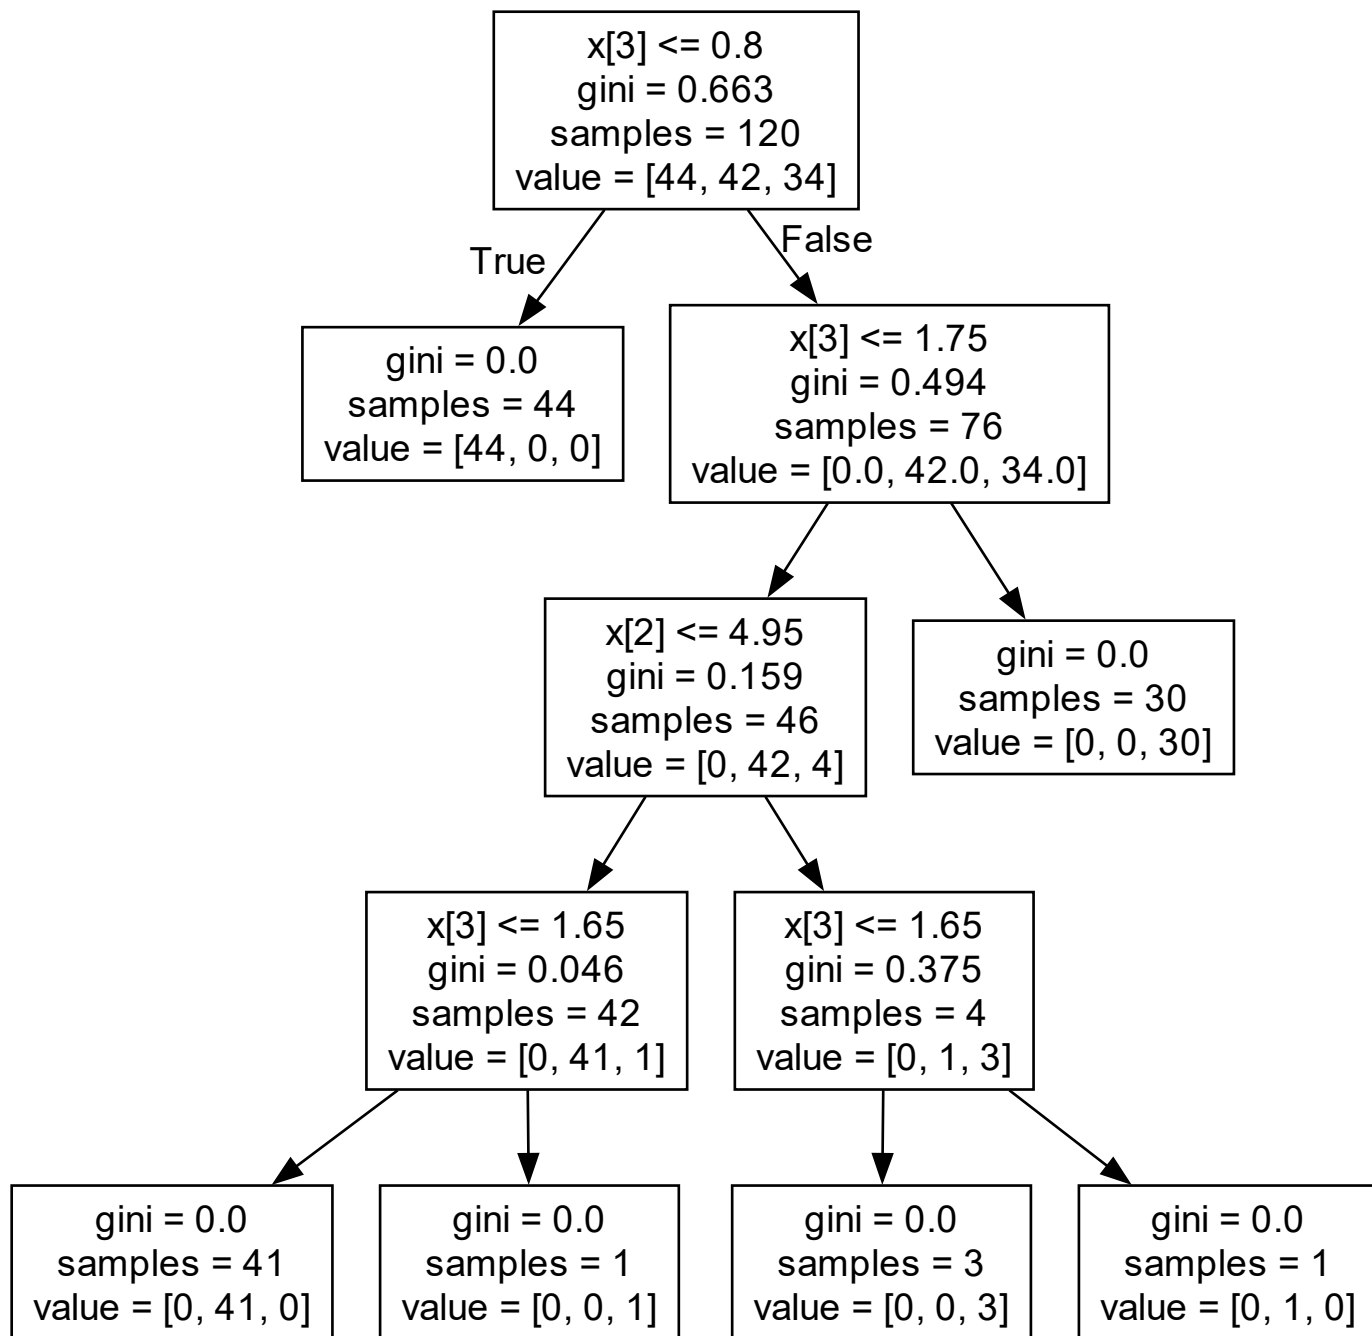 x[3] <= 0.8
gini = 0.663
samples = 120
value = [44, 42, 34]
True
False
gini = 0.0
samples = 44
value = [44, 0, 0]
x[3] <= 1.75
gini = 0.494
samples = 76
value = [0.0, 42.0, 34.0]
x[2] <= 4.95
gini = 0.159
samples = 46
value = [0, 42, 4]
gini = 0.0
samples = 30
value = [0, 0, 30]
x[3] <= 1.65
gini = 0.046
samples = 42
value = [0, 41, 1]
x[3] <= 1.65
gini = 0.375
samples = 4
value = [0, 1, 3]
gini = 0.0
samples = 41
value = [0, 41, 0]
gini = 0.0
samples = 1
value = [0, 0, 1]
gini = 0.0
samples = 3
value = [0, 0, 3]
gini = 0.0
samples = 1
value = [0, 1, 0]